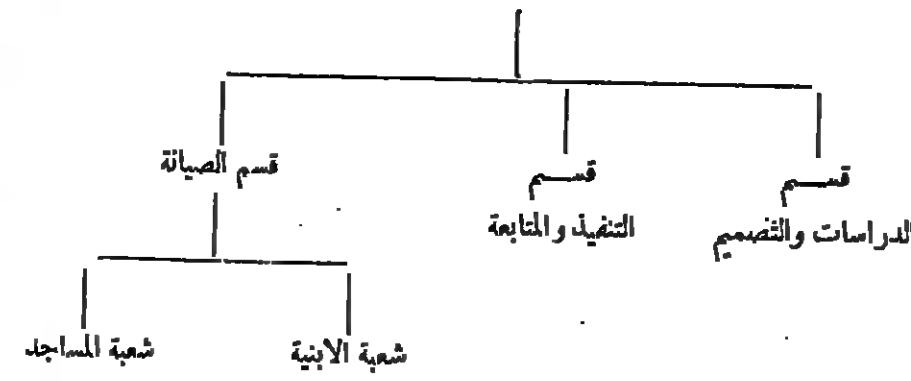 قسم
الدراسات والتصميم
قسم
التنفيذ والمتابعة
قسم الصيانة
شعبة الابنية
شعبة المساجد